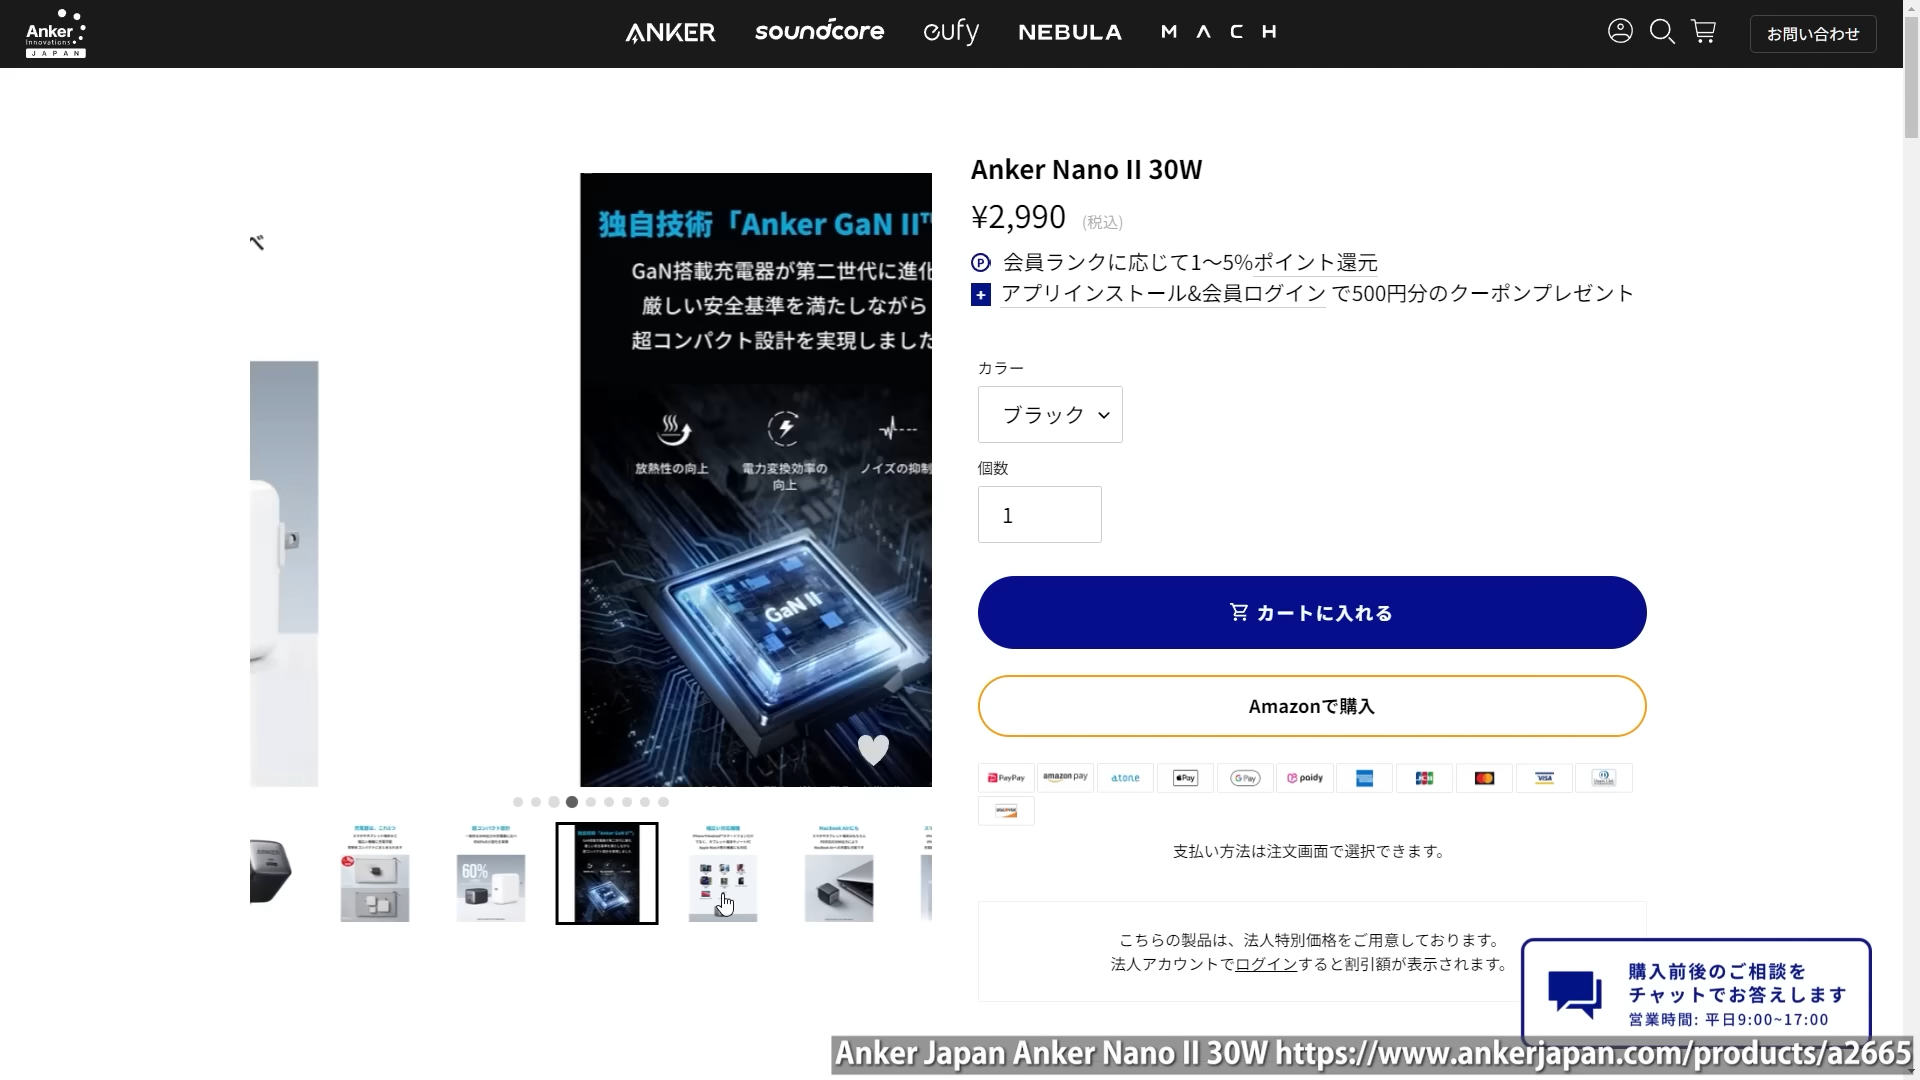 Anker
Innovations
JAPAN
ANKER
soundcore
eufy
NEBULA
MACH
お問い合わせ
べ
独自技術「Anker GaN II™
GaN搭載充電器が第二世代に進化
厳しい安全基準を満たしながら
超コンパクト設計を実現しました
放熱性の向上
電力変換効率の
向上
ノイズの抑制
GaN II
Anker Nano II 30W
¥2,990 (税込)
P 会員ランクに応じて1〜5%ポイント還元
+ アプリインストール&会員ログイン で500円分のクーポンプレゼント
カラー
ブラック
個数
1
カートに入れる
Amazonで購入
PayPay
amazon pay
atone
Pay
G Pay
paidy
JCB
VISA
支払い方法は注文画面で選択できます。
超コンパクト設計
60%
こちらの製品は、法人特別価格をご用意しております。
法人アカウントでログインすると割引額が表示されます。
購入前後のご相談を
チャットでお答えします
営業時間: 平日9:00~17:00
Anker Japan Anker Nano II 30W https://www.ankerjapan.com/products/a2665